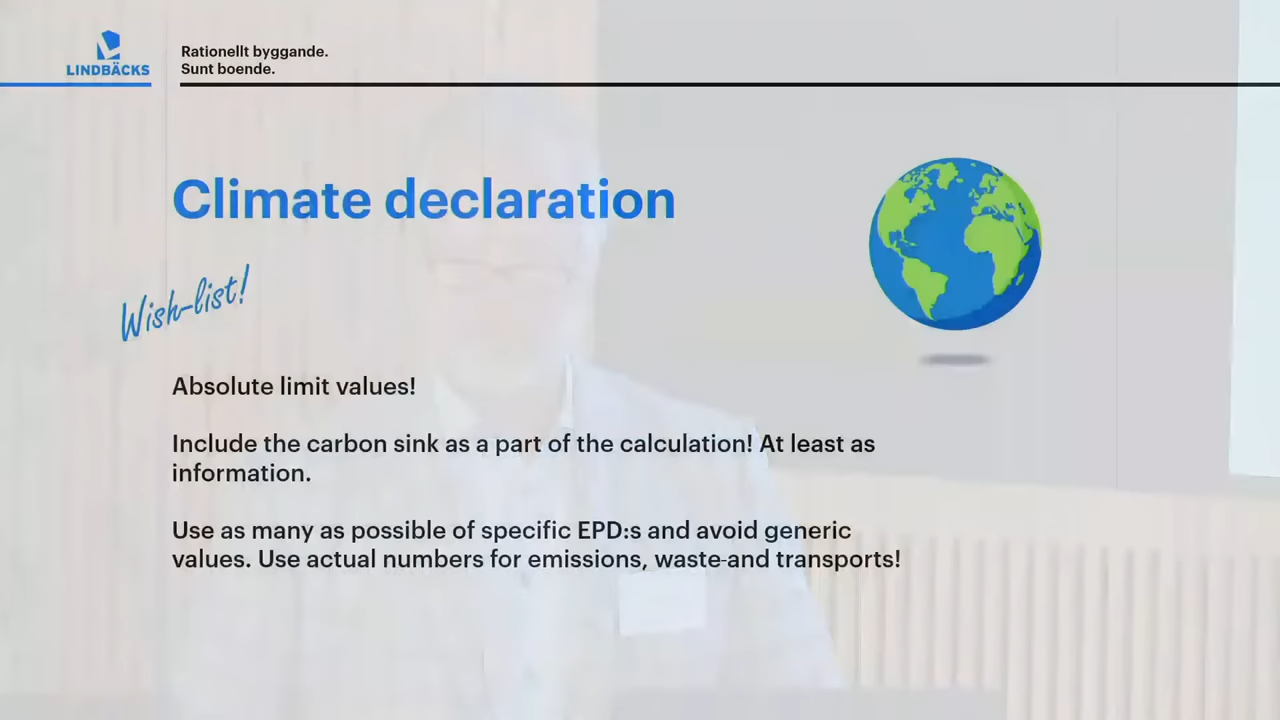 LINDBÄCKS
Rationellt byggande.
Sunt boende.
Climate declaration
Wish-list!
Absolute limit values!
Include the carbon sink as a part of the calculation! At least as
information.
Use as many as possible of specific EPD:s and avoid generic
values. Use actual numbers for emissions, waste-and transports!